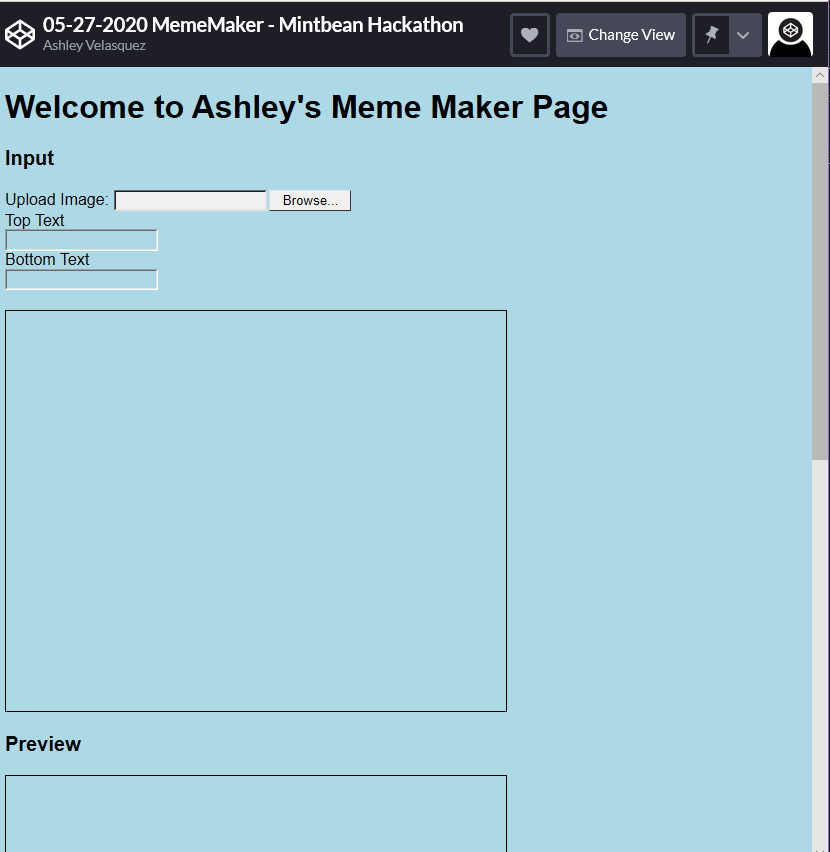 05-27-2020 MemeMaker - Mintbean Hackathon
Ashley Velasquez
Change View
Welcome to Ashley's Meme Maker Page
Input
Upload Image: Browse...
Top Text
Bottom Text
Preview